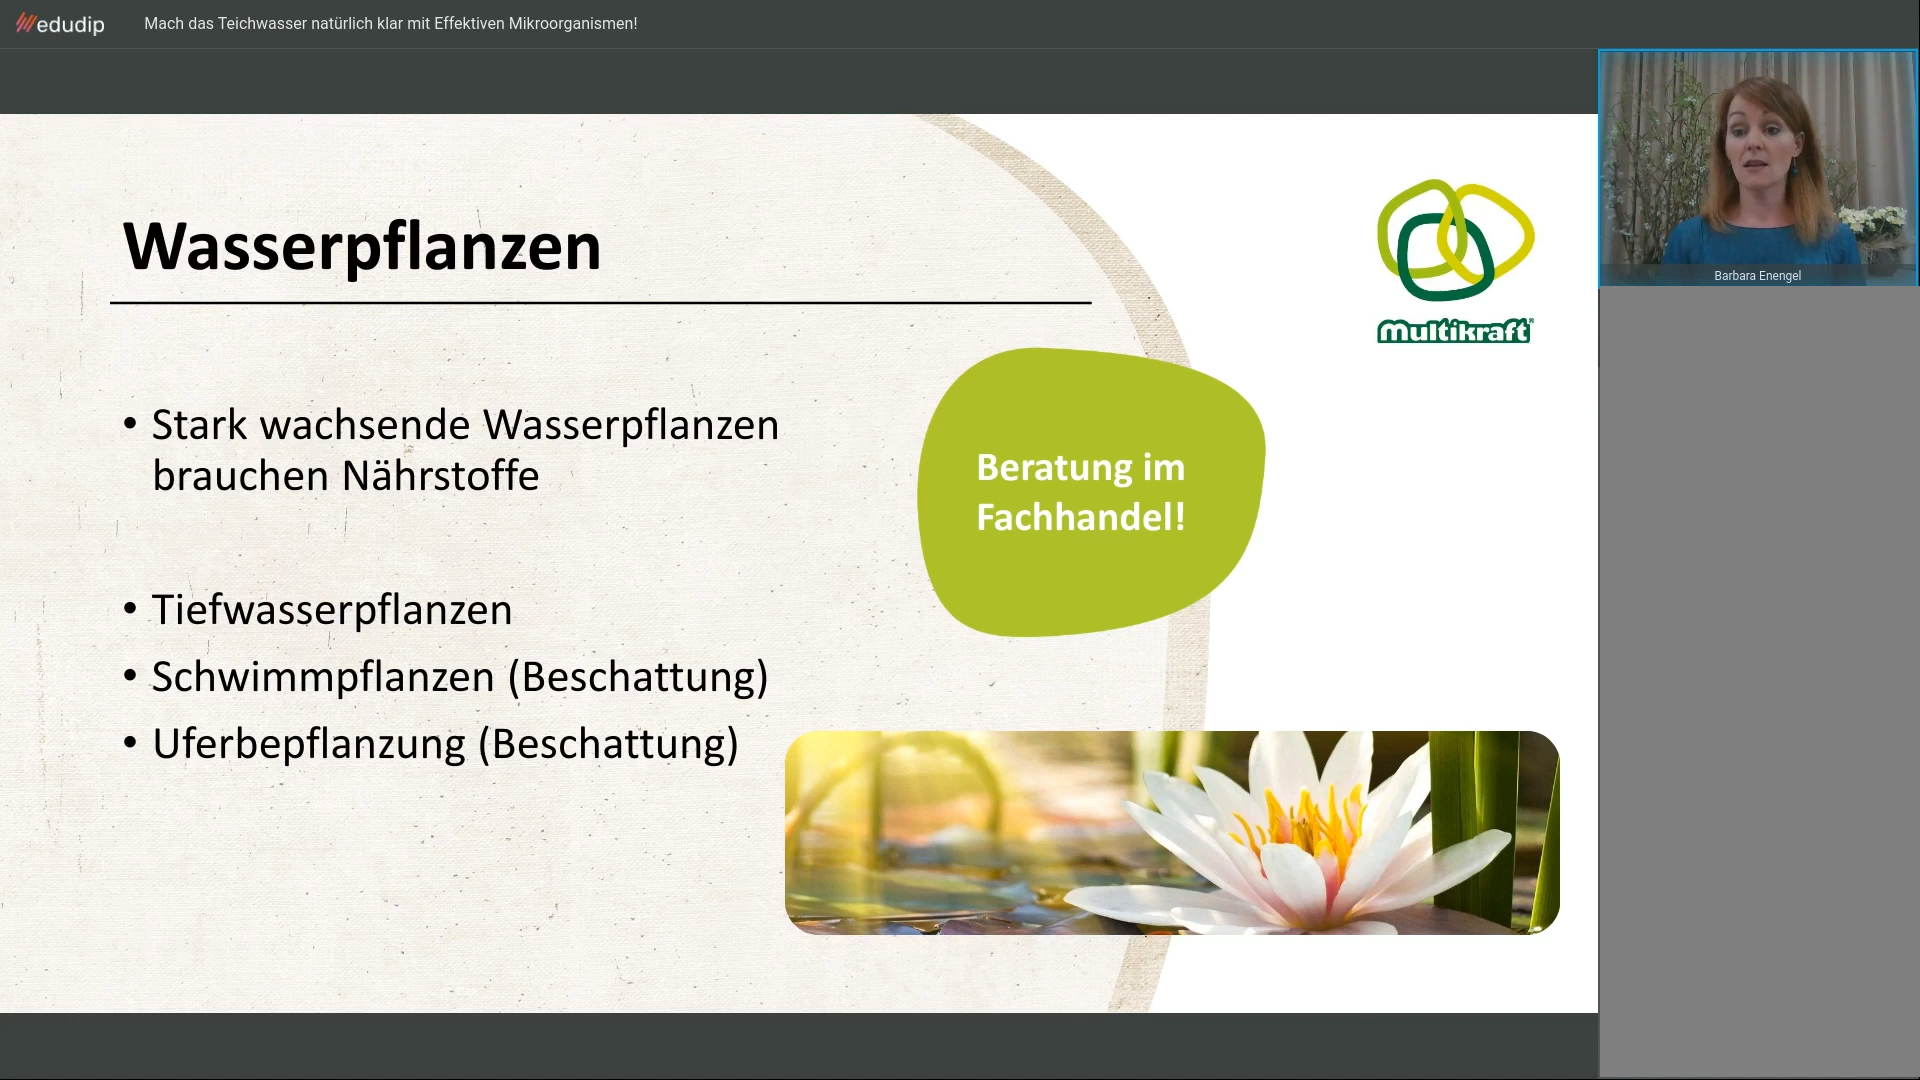 edudip
Mach das Teichwasser natürlich klar mit Effektiven Mikroorganismen!
Wasserpflanzen
multikraft®
Barbara Enengel
• Stark wachsende Wasserpflanzen
brauchen Nährstoffe
Beratung im
Fachhandel!
• Tiefwasserpflanzen
• Schwimmpflanzen (Beschattung)
• Uferbepflanzung (Beschattung)